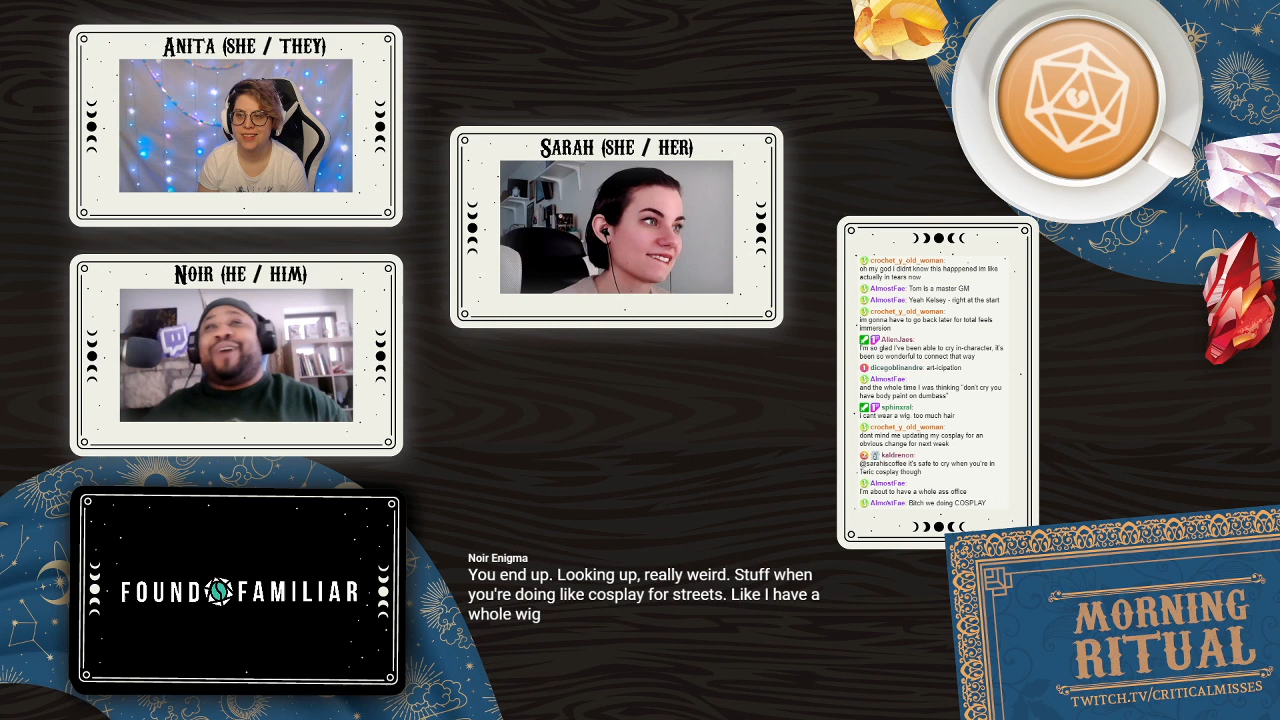 ANITA (SHE / THEY)
SARAH (SHE / HER)
NOIR (HE / HIM)
crochet_y_old_woman:
oh my god i didnt know this happpened im like
actually in tears now
AlmostFae: Tom is a master GM
AlmostFae: Yeah Kelsey - right at the start
crochet_y_old_woman:
im gonna have to go back later for total feels
immersion
AllenJaes:
I'm so glad I've been able to cry in-character, it's
been so wonderful to connect that way
dicegoblinandre: art-icipation
AlmostFae:
and the whole time I was thinking "don't cry you
have body paint on dumbass"
sphinxral:
i cant wear a wig. too much hair
crochet_y_old_woman:
dont mind me updating my cosplay for an
obvious change for next week
kaldrenon:
@sarahiscoffee it's safe to cry when you're in
Teric cosplay though
AlmostFae:
I'm about to have a whole ass office
AlmostFae: Bitch we doing COSPLAY
FOUND FAMILIAR
Noir Enigma
You end up. Looking up, really weird. Stuff when
you're doing like cosplay for streets. Like I have a
whole wig
MORNING
RITUAL
TWITCH.TV/CRITICALMISSES